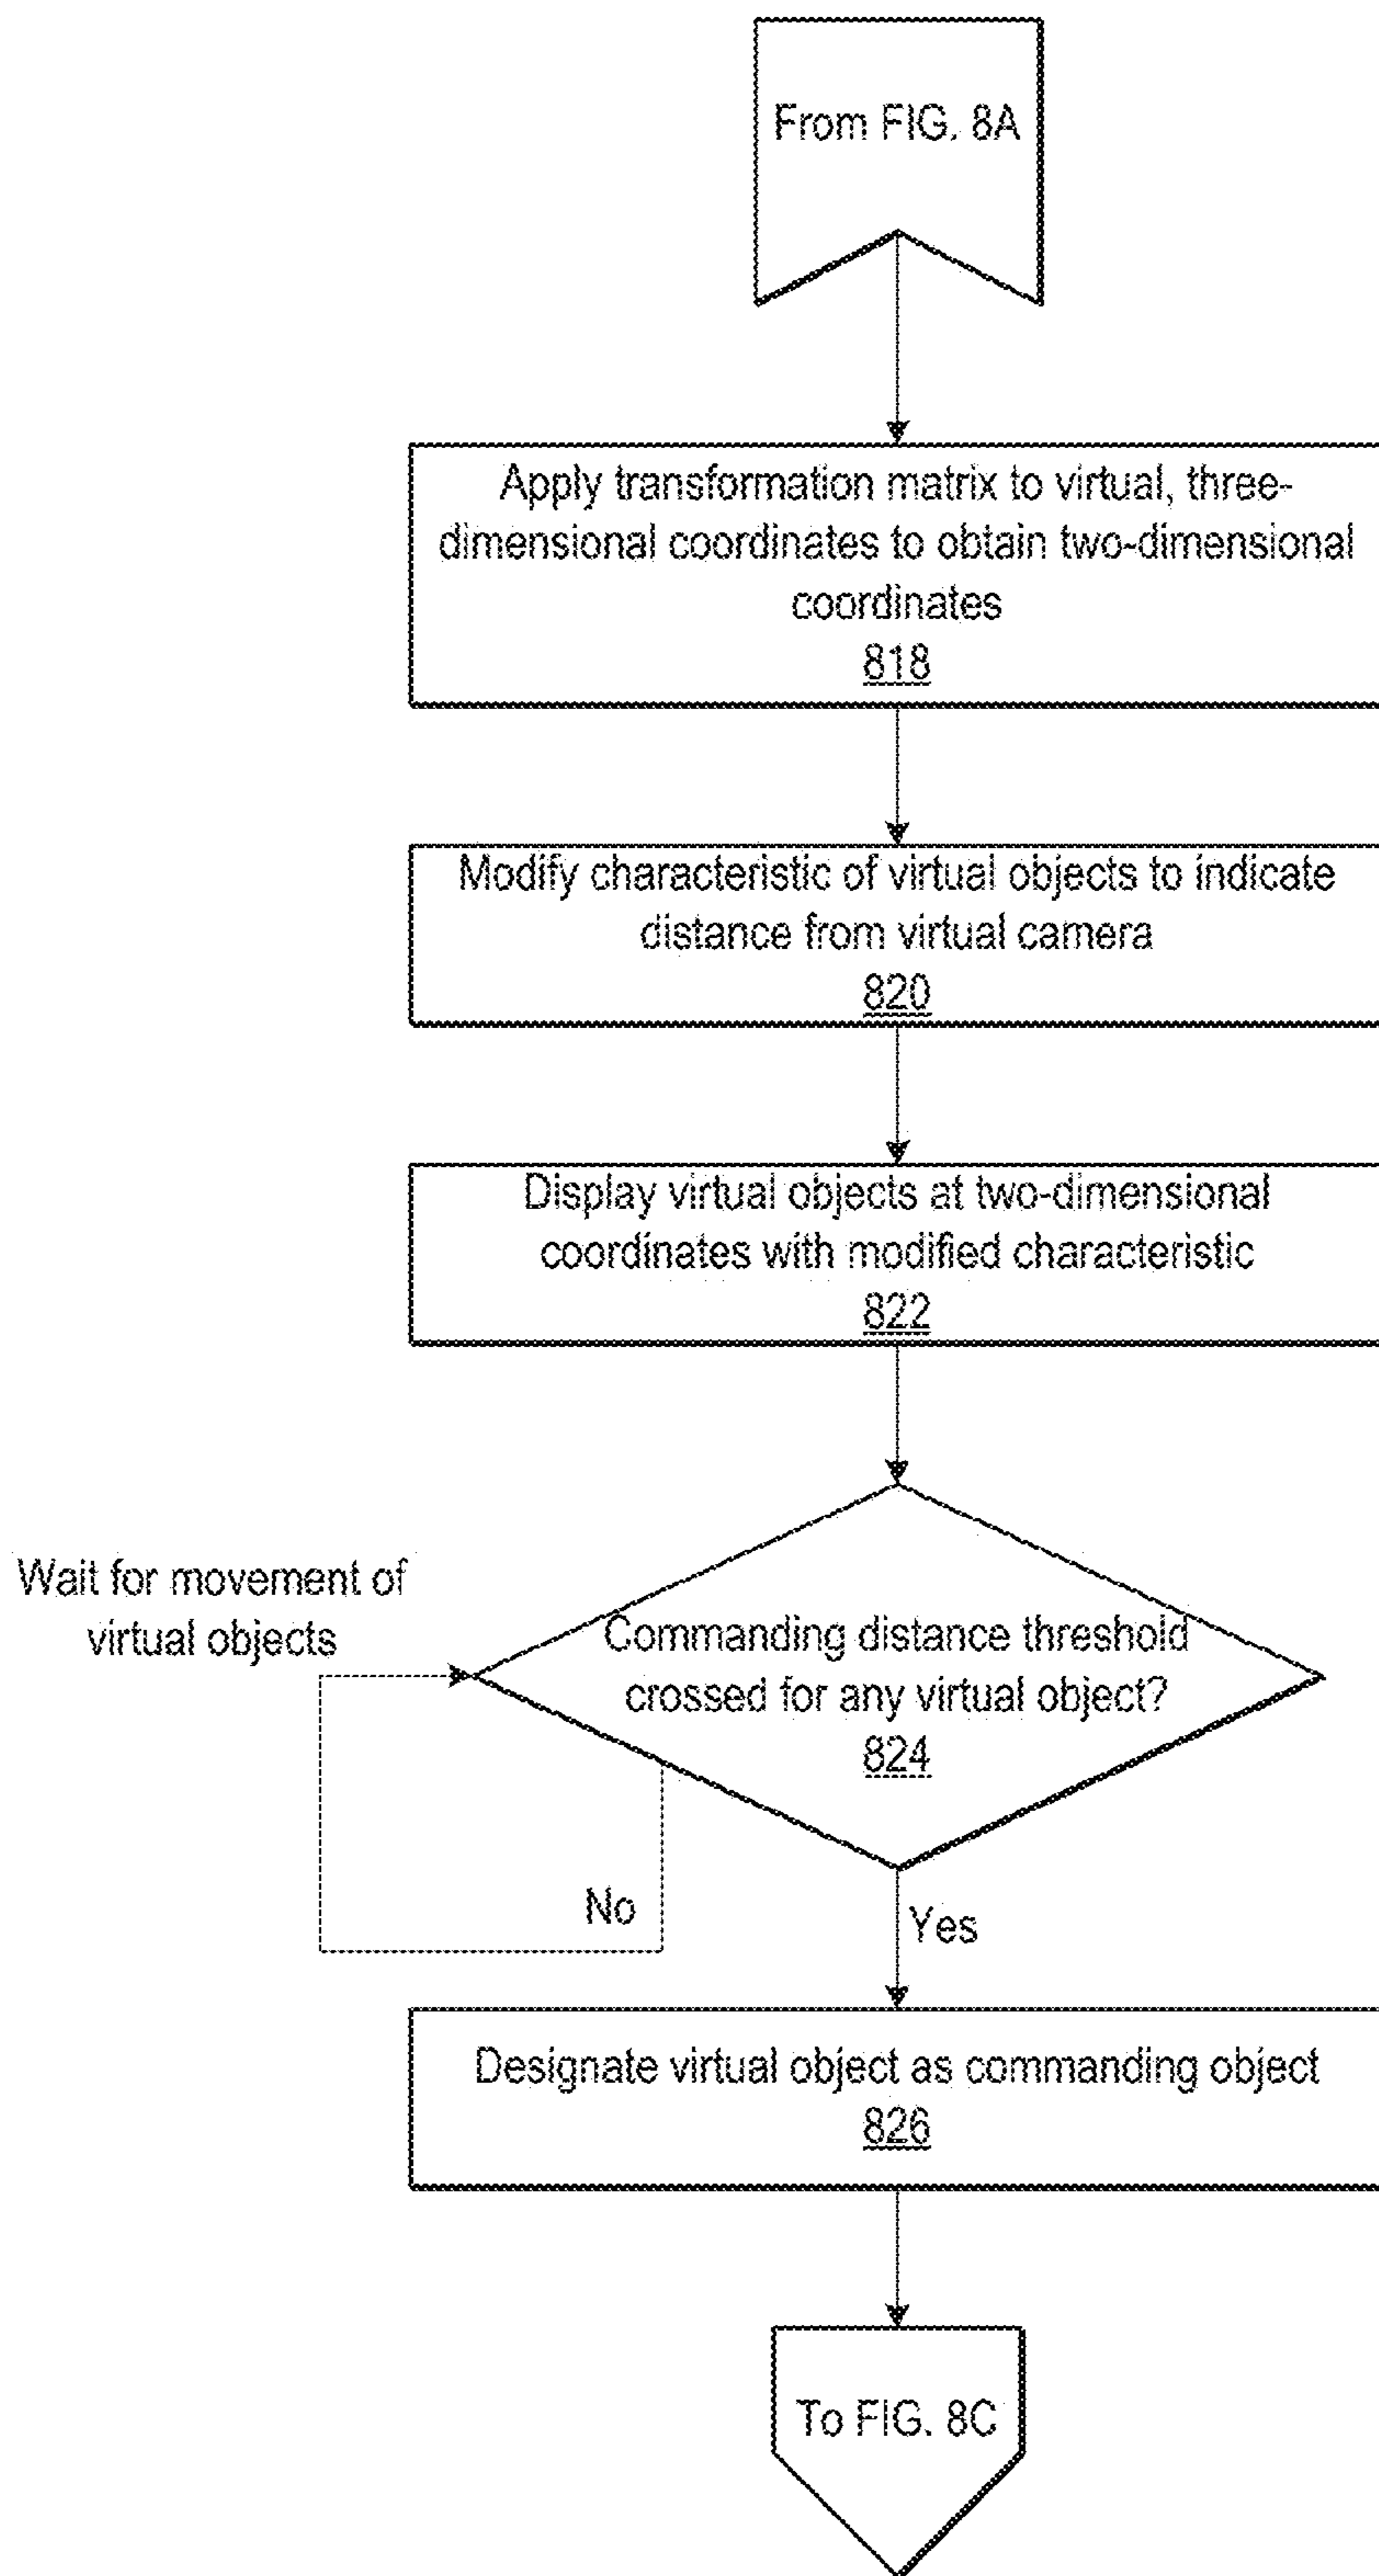 From FIG. 8A
Apply transformation matrix to virtual, three-
dimensional coordinates to obtain two-dimensional
coordinates
818
Modify characteristic of virtual objects to indicate
distance from virtual camera
820
Display virtual objects at two-dimensional
coordinates with modified characteristic
822
Wait for movement of
virtual objects
Commanding distance threshold
crossed for any virtual object?
824
No
Yes
Designate virtual object as commanding object
826
To FIG. 8C